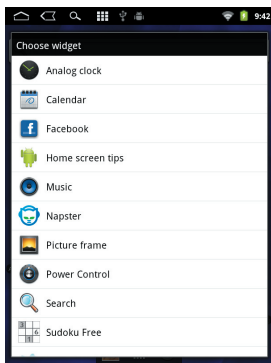 9:42
Choose widget
Analog clock
Calendar
Facebook
Home screen tips
Music
Napster
Picture frame
Power Control
Search
Sudoku Free